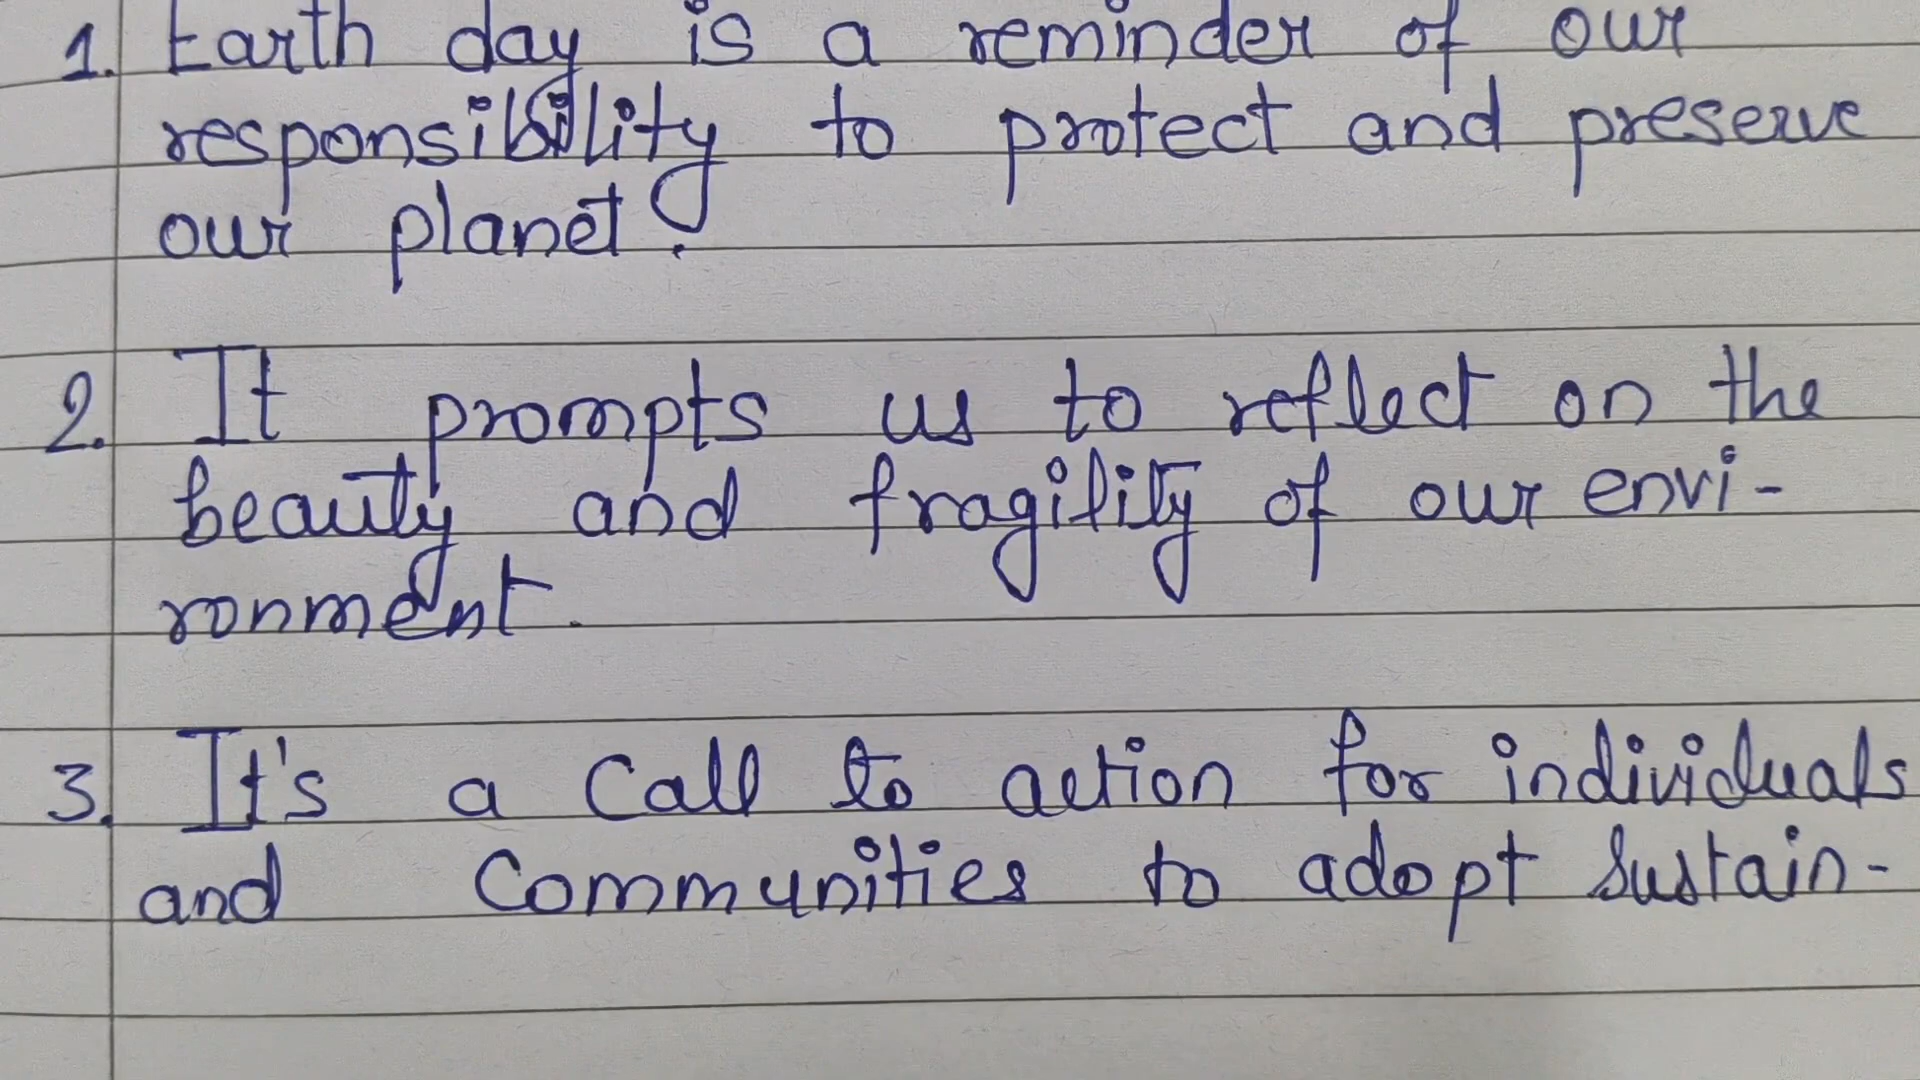 1. Earth day is a reminder of our
responsibility to protect and preserve
our planet.
2. It prompts us to reflect on the
beauty and fragility of our envi-
ronment.
3. It's a Call to action for individuals
and Communities to adopt Sustain-